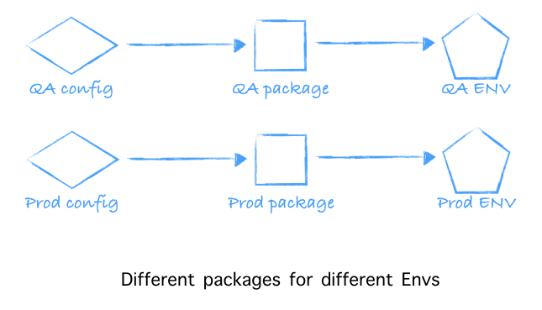 QA config
QA package
QA ENV
Prod config
Prod package
Prod ENV
Different packages for different Envs